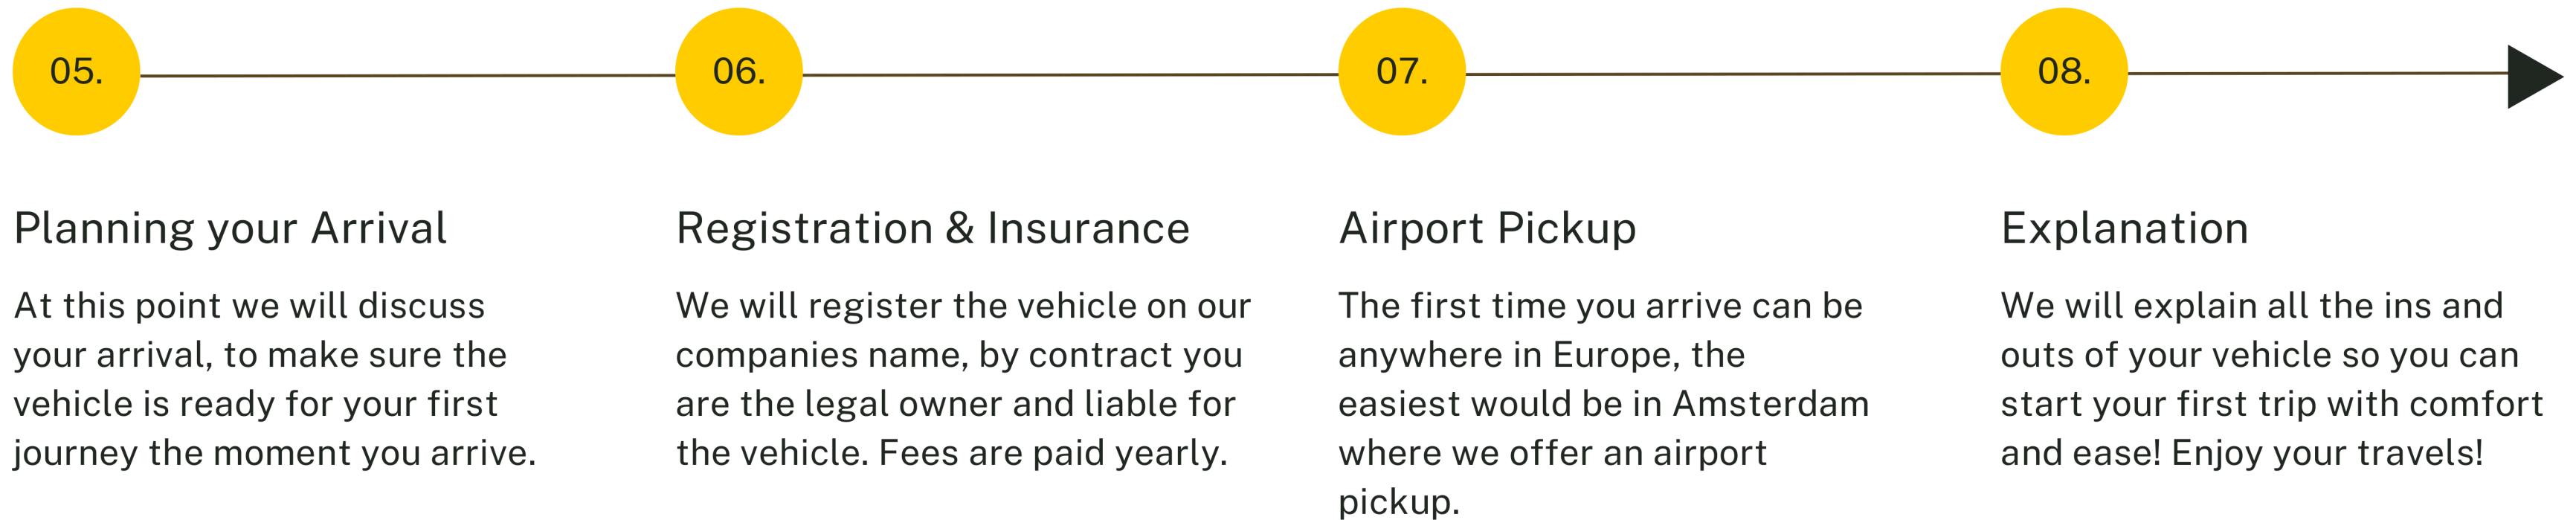 05.
06.
07.
08.
Planning your Arrival
At this point we will discuss
your arrival, to make sure the
vehicle is ready for your first
journey the moment you arrive.
Registration & Insurance
We will register the vehicle on our
companies name, by contract you
are the legal owner and liable for
the vehicle. Fees are paid yearly.
Airport Pickup
The first time you arrive can be
anywhere in Europe, the
easiest would be in Amsterdam
where we offer an airport
pickup.
Explanation
We will explain all the ins and
outs of your vehicle so you can
start your first trip with comfort
and ease! Enjoy your travels!